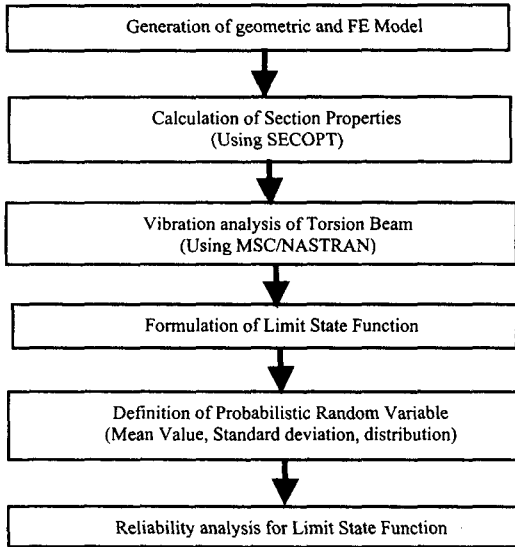 Generation of geometric and FE Model
Calculation of Section Properties
(Using SECOPT)
Vibration analysis of Torsion Beam
(Using MSC/NASTRAN)
Formulation of Limit State Function
Definition of Probabilistic Random Variable
(Mean Value, Standard deviation, distribution)
Reliability analysis for Limit State Function